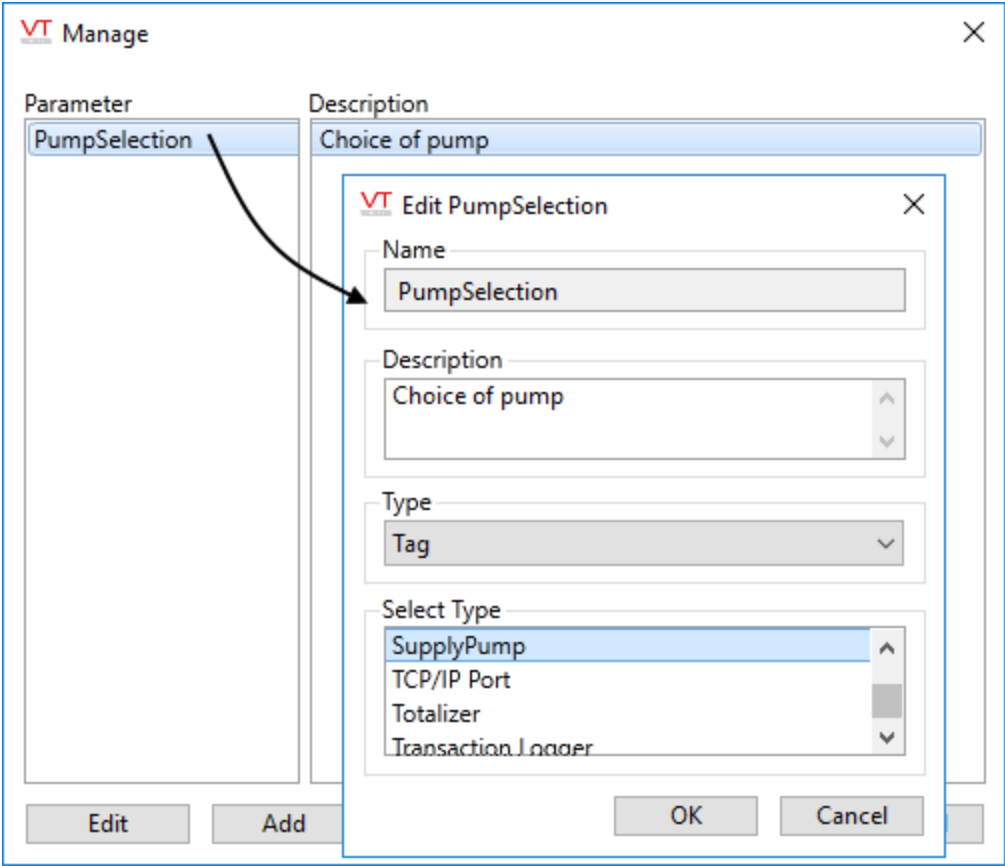 VT Manage
Parameter
Description
PumpSelection
Choice of pump
VT Edit PumpSelection
Name
PumpSelection
Description
Choice of pump
Type
Tag
Select Type
SupplyPump
TCP/IP Port
Totalizer
Transaction Logger
OK
Cancel
Edit
Add